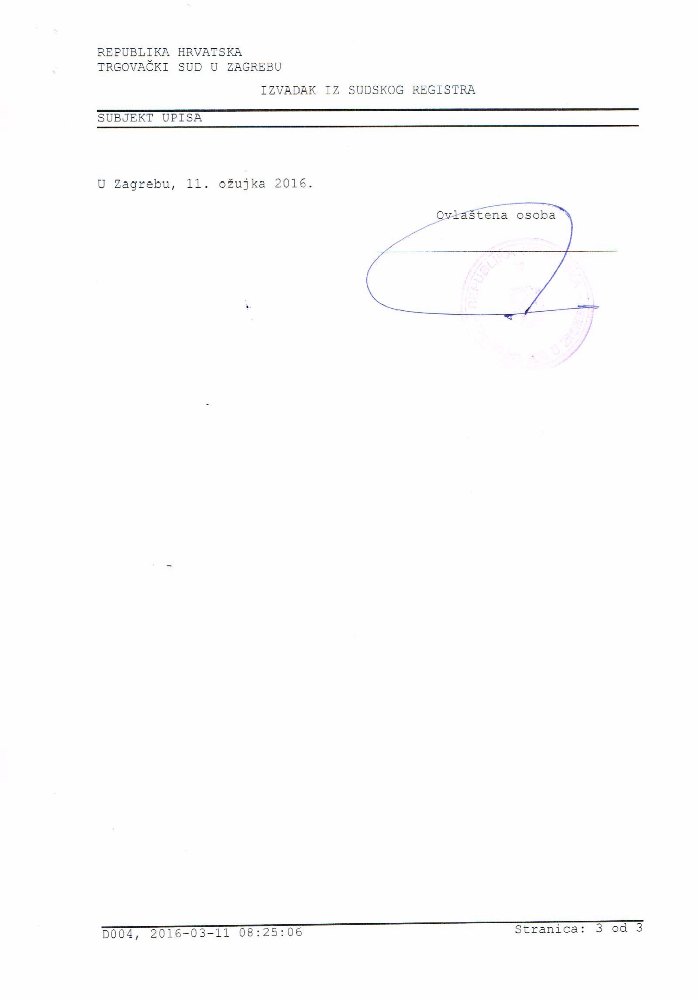 REPUBLIKA HRVATSKA
TRGOVAČKI SUD U ZAGREBU
IZVADAK IZ SUDSKOG REGISTRA
SUBJEKT UPISA
U Zagrebu, 11. ožujka 2016.
Ovlaštena osoba
REPUBLIKA
D004, 2016-03-11 08:25:06
Stranica: 3 od 3